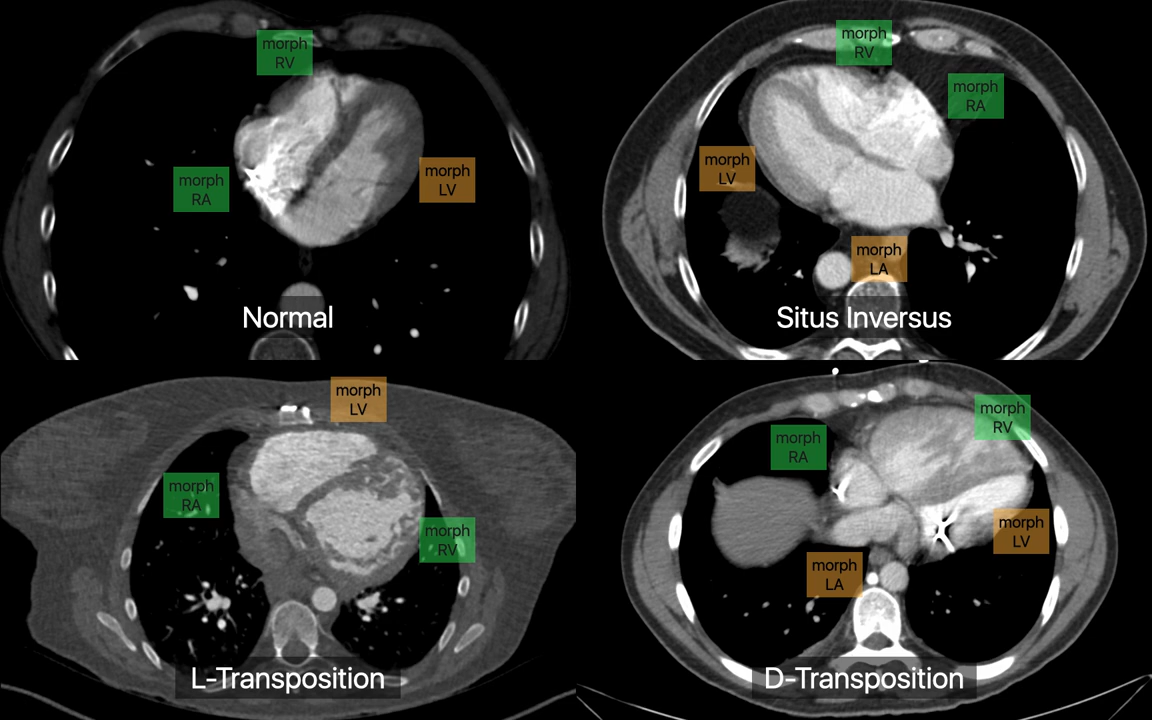 morph
RV
morph
RA
morph
LV
Normal
morph
RV
morph
RA
morph
LV
morph
LA
Situs Inversus
morph
LV
morph
RA
morph
RV
L-Transposition
morph
RV
morph
RA
morph
LV
morph
LA
D-Transposition